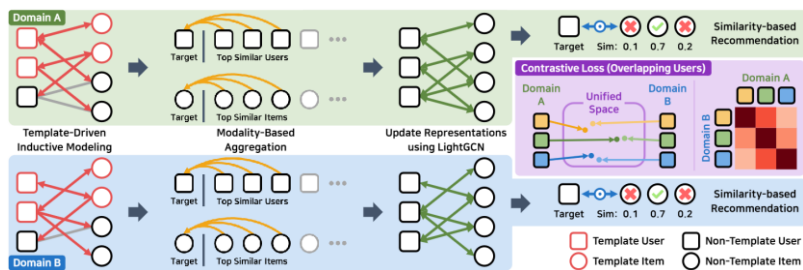 Domain A
Target
Top Similar Users
Target
Top Similar Items
Template-Driven
Inductive Modeling
Modality-Based
Aggregation
Update Representations
using LightGCN
Target
Sim:
0.1
0.7
0.2
Similarity-based
Recommendation
Contrastive Loss (Overlapping Users)
Domain
A
Unified
Space
Domain
B
Domain A
Domain B
Target
Top Similar Users
Target
Top Similar Items
Domain B
Target
Sim:
0.1
0.7
0.2
Similarity-based
Recommendation
Template User
Non-Template User
Template Item
Non-Template Item